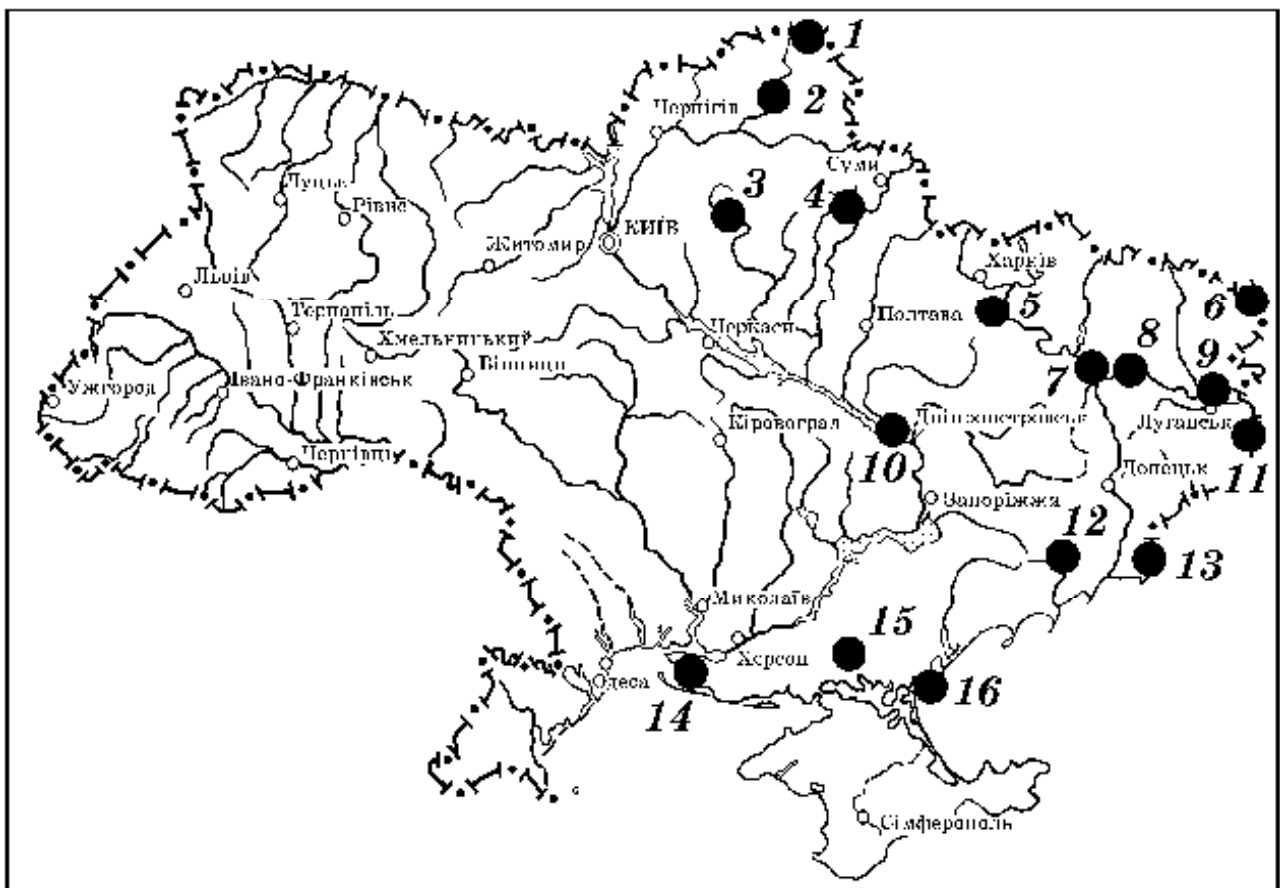 1
2
Чернігів
Суми
3
4
Луцьк
Рівне
КИЇВ
Житомир
Харків
Львів
5
6
Тернопіль
Полтава
Черкаси
Хмельницький
8
Вінниця
7
9
Ужгород
Івано-Франківськ
Кіровоград
Дніпропетровськ
Луганськ
10
11
Чернівці
Донецьк
Запоріжжя
12
13
Миколаїв
15
Херсон
Одеса
14
16
Сімферополь